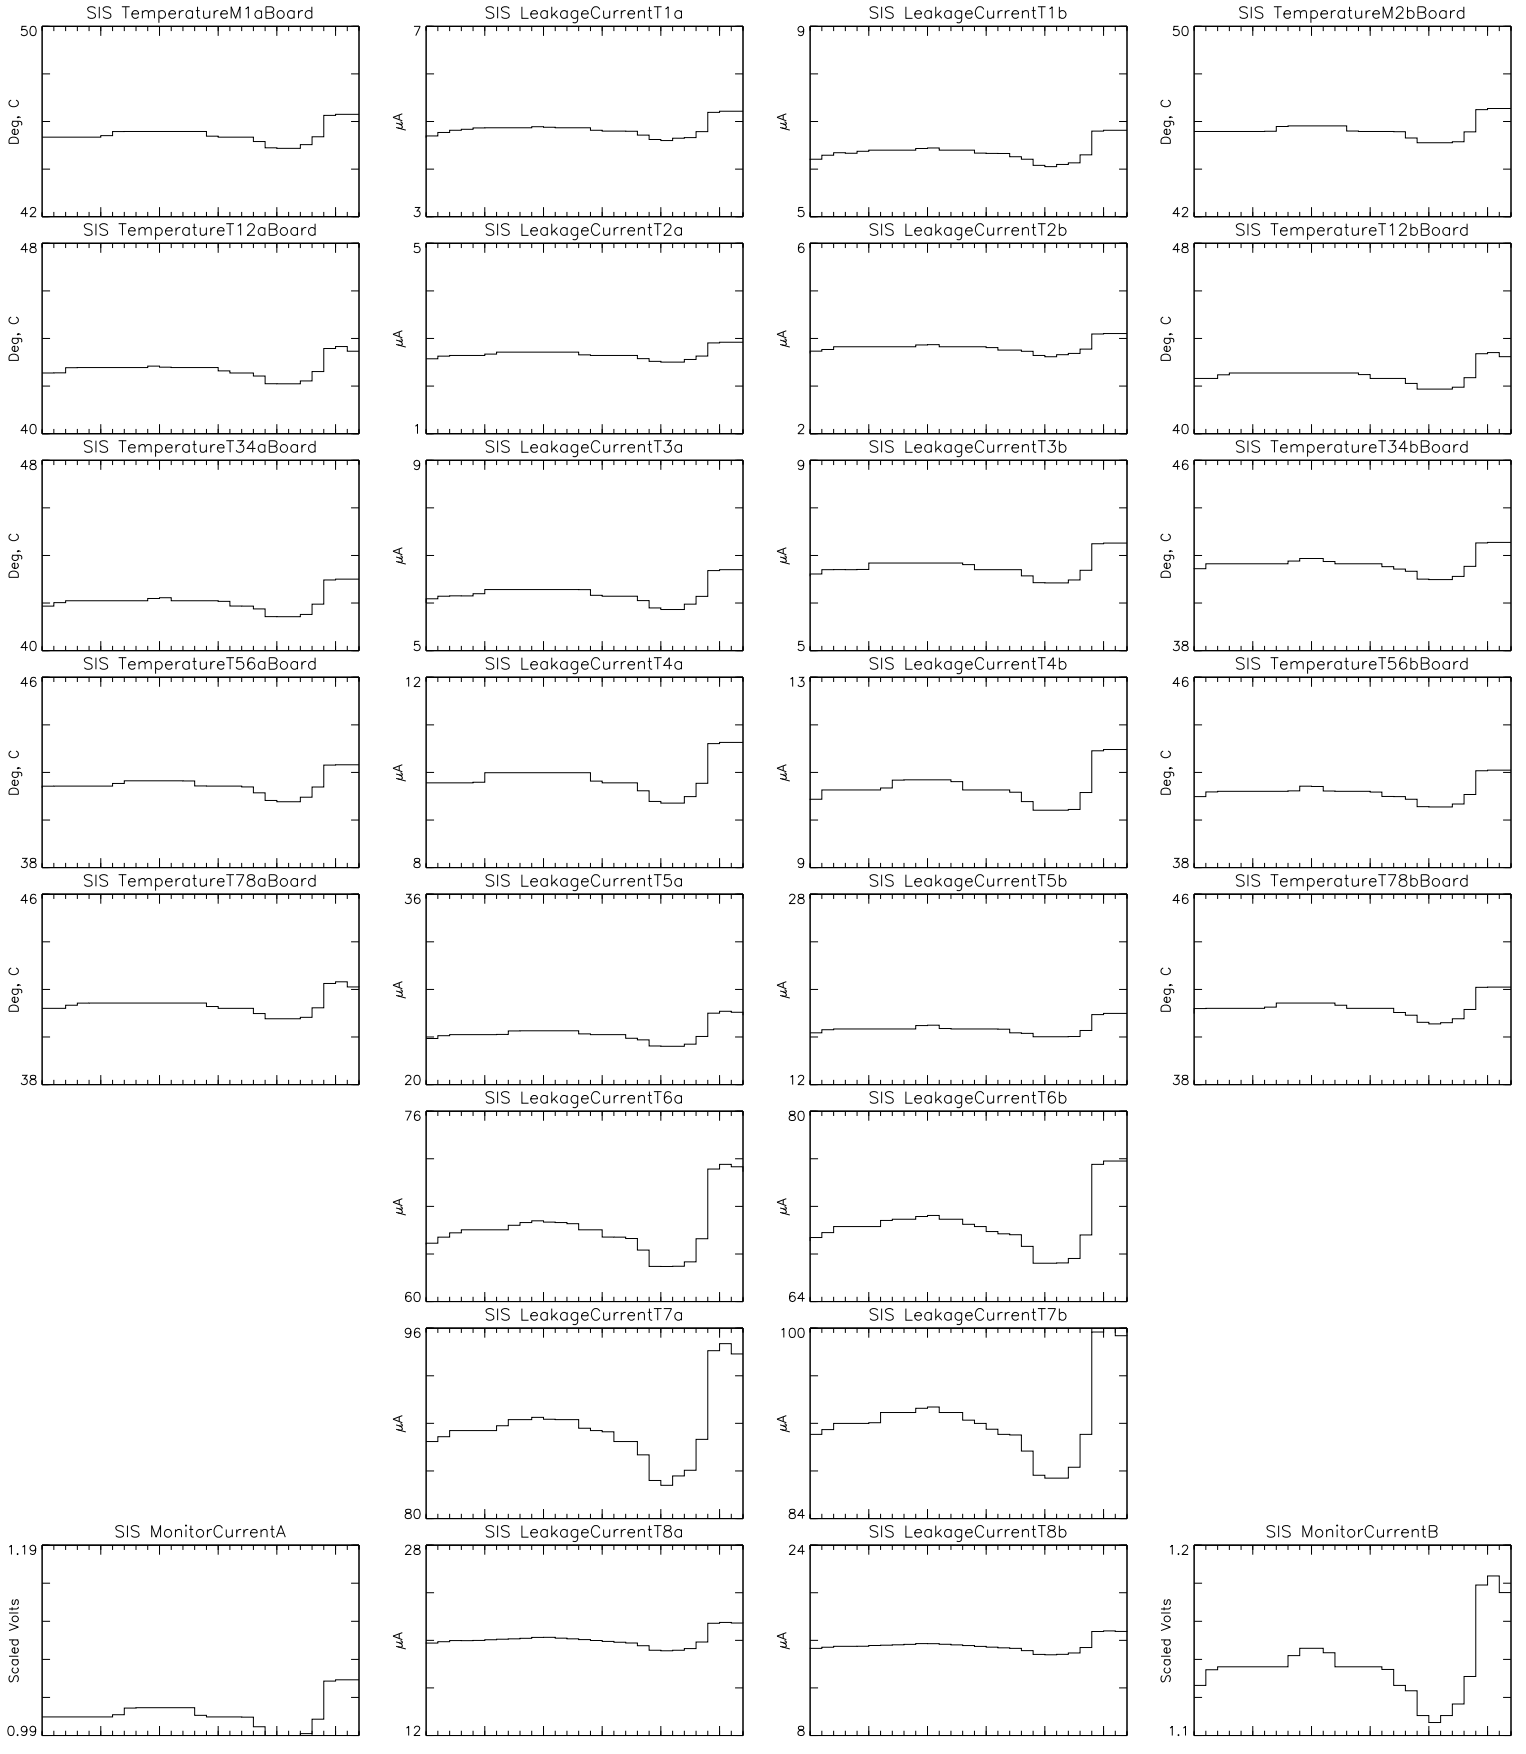 SIS TemperatureM1aBoard
50
Deg, C
42
SIS LeakageCurrentT1a
7
μA
3
SIS LeakageCurrentT1b
9
μA
5
SIS TemperatureM2bBoard
50
Deg, C
42
SIS TemperatureT12aBoard
48
Deg, C
40
SIS LeakageCurrentT2a
5
μA
1
SIS LeakageCurrentT2b
6
μA
2
SIS TemperatureT12bBoard
48
Deg, C
40
SIS TemperatureT34aBoard
48
Deg, C
40
SIS LeakageCurrentT3a
9
μA
5
SIS LeakageCurrentT3b
9
μA
5
SIS TemperatureT34bBoard
46
Deg, C
38
SIS TemperatureT56aBoard
46
Deg, C
38
SIS LeakageCurrentT4a
12
μA
8
SIS LeakageCurrentT4b
13
μA
9
SIS TemperatureT56bBoard
46
Deg, C
38
SIS TemperatureT78aBoard
46
Deg, C
38
SIS LeakageCurrentT5a
36
μA
20
SIS LeakageCurrentT5b
28
μA
12
SIS TemperatureT78bBoard
46
Deg, C
38
SIS LeakageCurrentT6a
76
μA
60
SIS LeakageCurrentT6b
80
μA
64
SIS LeakageCurrentT7a
96
μA
80
SIS LeakageCurrentT7b
100
μA
84
SIS MonitorCurrentA
1.19
Scaled Volts
0.99
SIS LeakageCurrentT8a
28
μA
12
SIS LeakageCurrentT8b
24
μA
8
SIS MonitorCurrentB
1.2
Scaled Volts
1.1